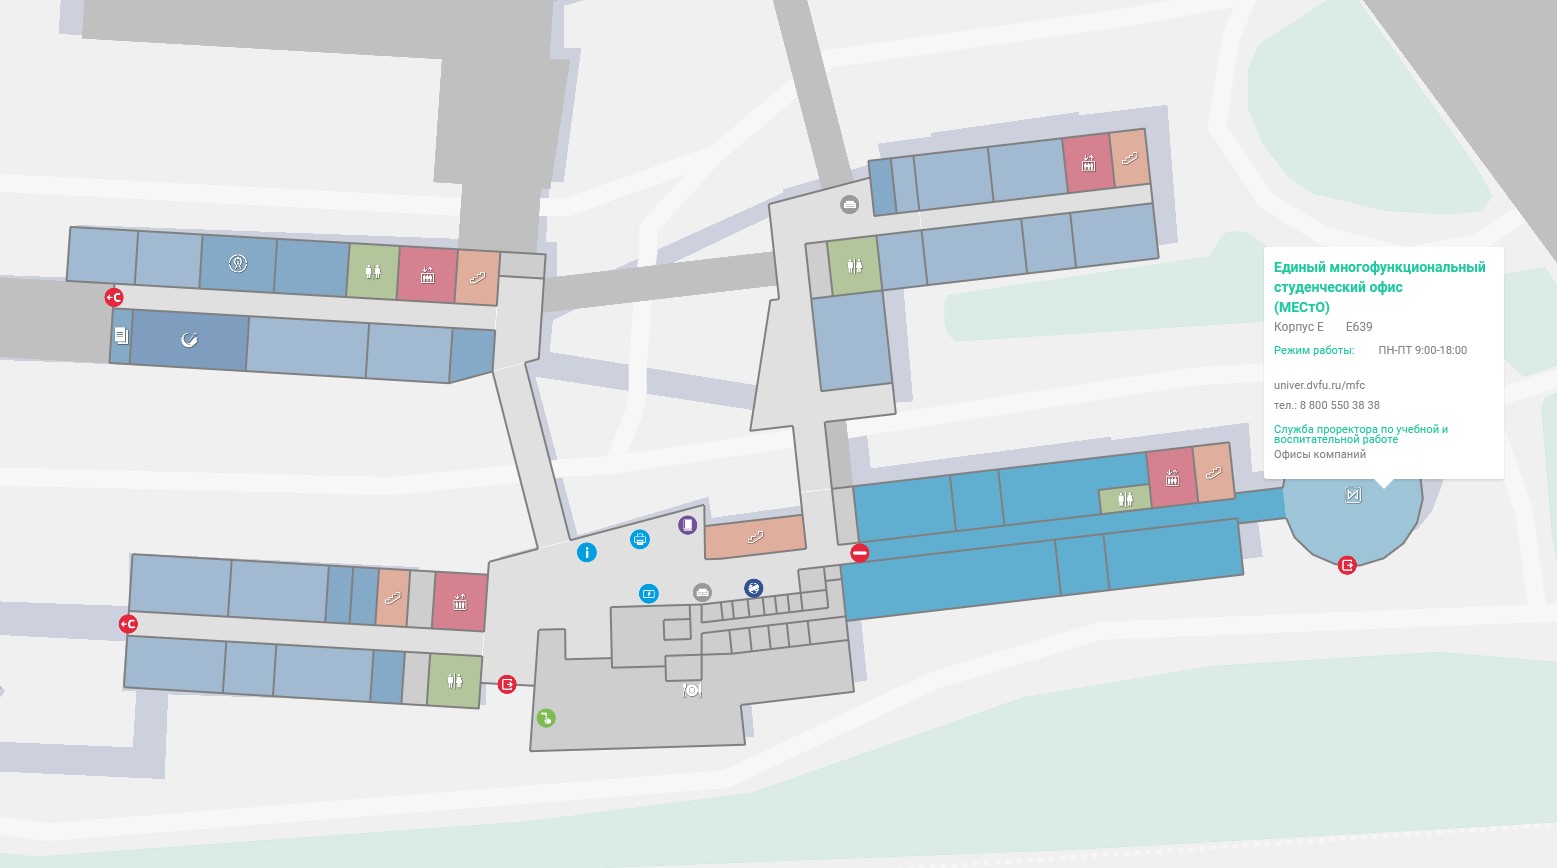 Единый многофункциональный
студенческий офис
(МЕСтО)
Корпус E E639
Режим работы: ПН-ПТ 9:00-18:00
univer.dvfu.ru/mfc
тел.: 8 800 550 38 38
Служба проректора по учебной и
воспитательной работе
Офисы компаний